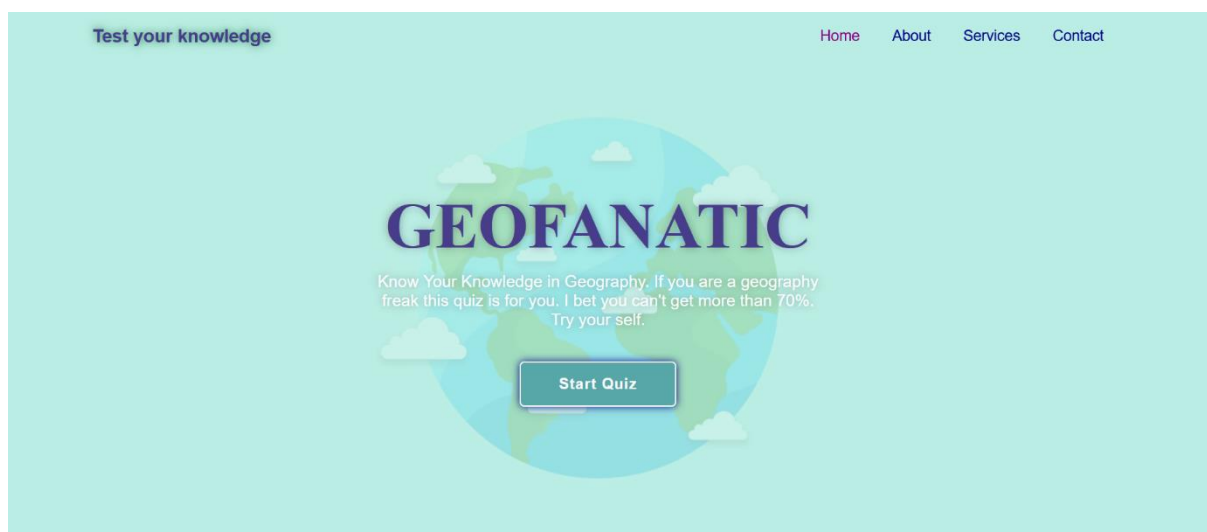 Test your knowledge
Home About Services Contact
GEOFANATIC
Know Your Knowledge in Geography. If you are a geography
freak this quiz is for you. I bet you can't get more than 70%.
Try your self.
Start Quiz